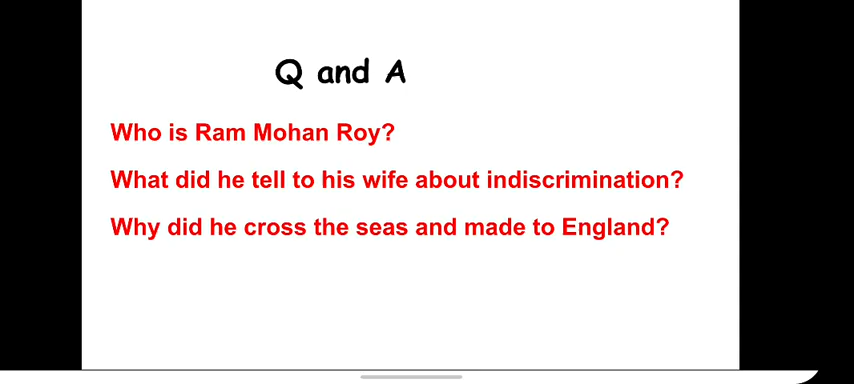 Q and A
Who is Ram Mohan Roy?
What did he tell to his wife about indiscrimination?
Why did he cross the seas and made to England?